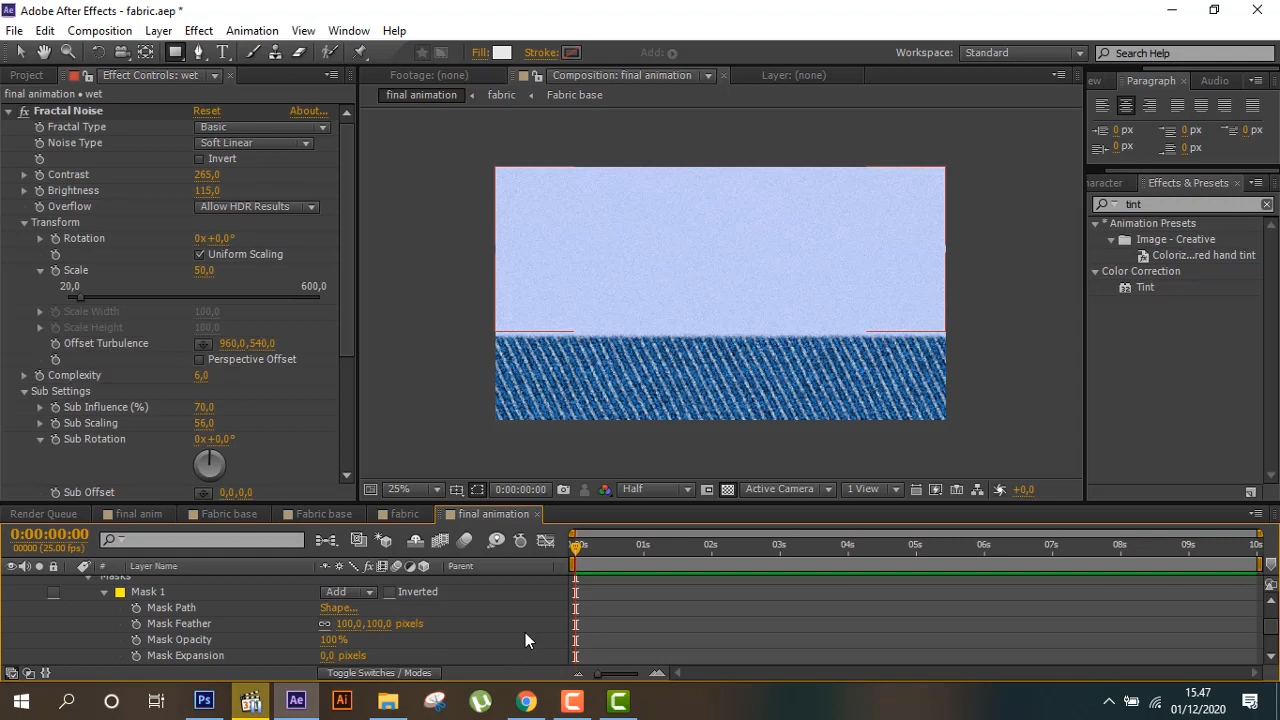 Adobe After Effects - fabric.aep *
File Edit Composition Layer Effect Animation View Window Help
Fill: Stroke: Add: Workspace: Standard Search Help
Project Effect Controls: wet Footage: (none) Composition: final animation Layer: (none) Paragraph Audio
final animation • wet
final animation fabric Fabric base
Fractal Noise Reset About...
Fractal Type Basic
Noise Type Soft Linear
Invert
Contrast 265,0
Brightness 115,0
Overflow Allow HDR Results
Transform
Rotation 0x+0,0°
Uniform Scaling
Scale 50,0
20,0 600,0
Scale Width 100,0
Scale Height 100,0
Offset Turbulence 960,0,540,0
Perspective Offset
Complexity 6,0
Sub Settings
Sub Influence (%) 70,0
Sub Scaling 56,0
Sub Rotation 0x+0,0°
Sub Offset 0,0,0,0
25% 0:00:00:00 Half Active Camera 1 View +0,0
0 px 0 px 0 px
0 px 0 px
Effects & Presets
tint
* Animation Presets
Image - Creative
Coloriz...red hand tint
Color Correction
Tint
Render Queue final anim Fabric base Fabric base fabric final animation
0:00:00:00
00000 (25.00 fps)
01s 02s 03s 04s 05s 06s 07s 08s 09s
# Layer Name Parent
Masks
Mask 1 Add Inverted
Mask Path Shape...
Mask Feather 100,0,100,0 pixels
Mask Opacity 100%
Mask Expansion 0,0 pixels
Toggle Switches / Modes
15.47
01/12/2020